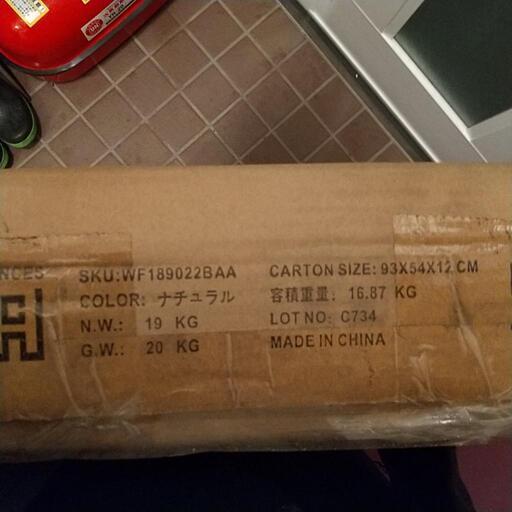 NCES
SKU:WF189022BAA
COLOR: ナチュラル
N.W.: 19 KG
G.W.: 20 KG
CARTON SIZE: 93X54X12 CM
容積重量: 16.87 KG
LOT NO: C734
MADE IN CHINA